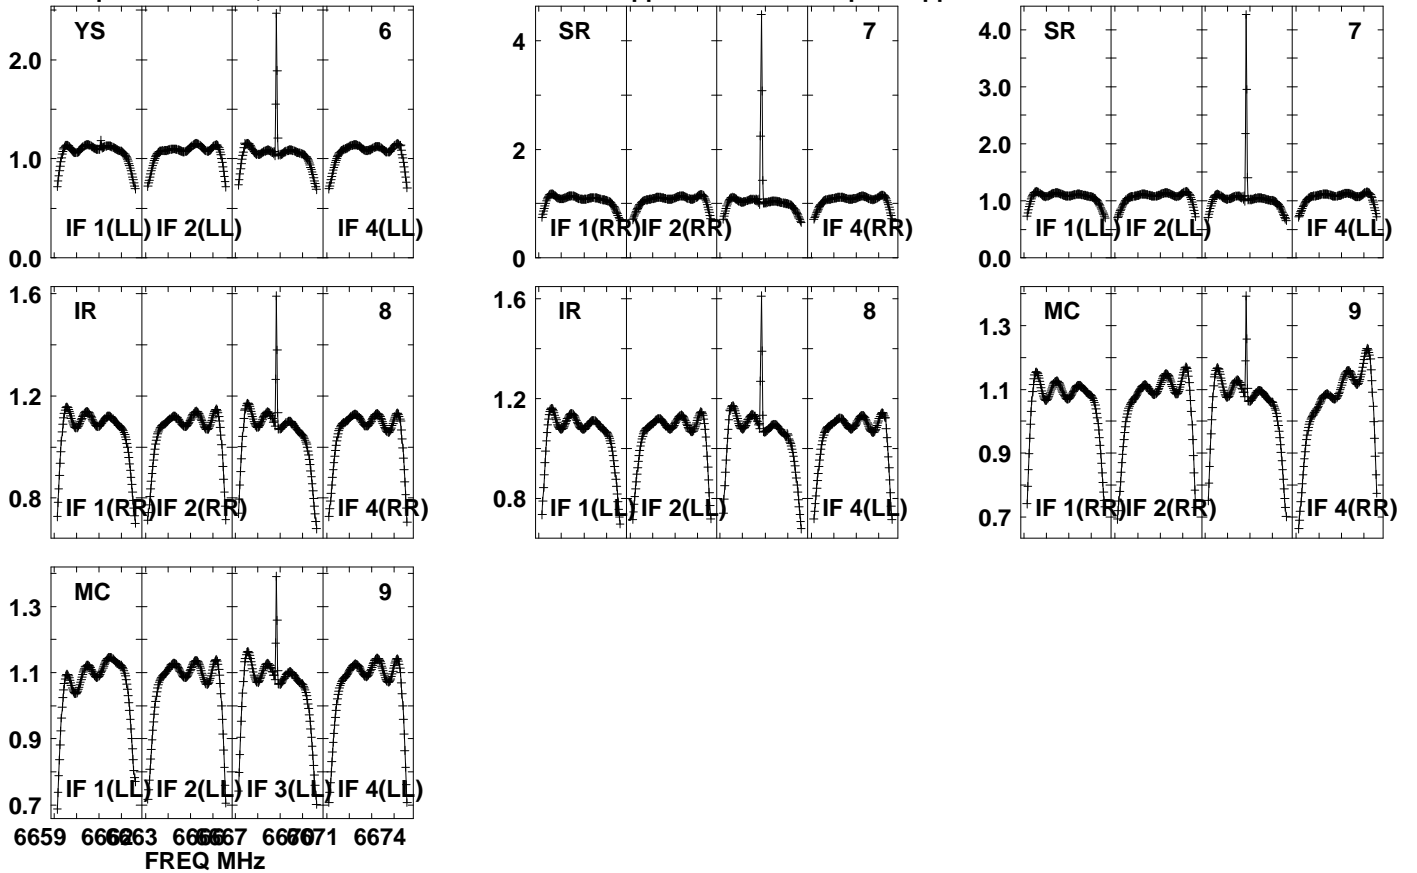 YS 6 SR 7 SR 7
2.0 4 4.0
3.0
2 2.0
1.0 1.0
IF 1(LL) IF 2(LL) IF 4(LL) IF 1(RR) IF 2(RR) IF 4(RR) IF 1(LL) IF 2(LL) IF 4(LL)
0.0 0 0.0
1.6 IR 8 1.6 IR 8 1.3 MC 9
1.2 1.2 1.1
0.9
0.8 IF 1(RR) IF 2(RR) IF 4(RR) 0.8 IF 1(LL) IF 2(LL) IF 4(LL) 0.7 IF 1(RR) IF 2(RR) IF 4(RR)
MC 9
1.3
1.1
0.9
IF 1(LL) IF 2(LL) IF 3(LL) IF 4(LL)
0.7
6659 6662 6663 6666 6667 6670 6671 6674
FREQ MHz